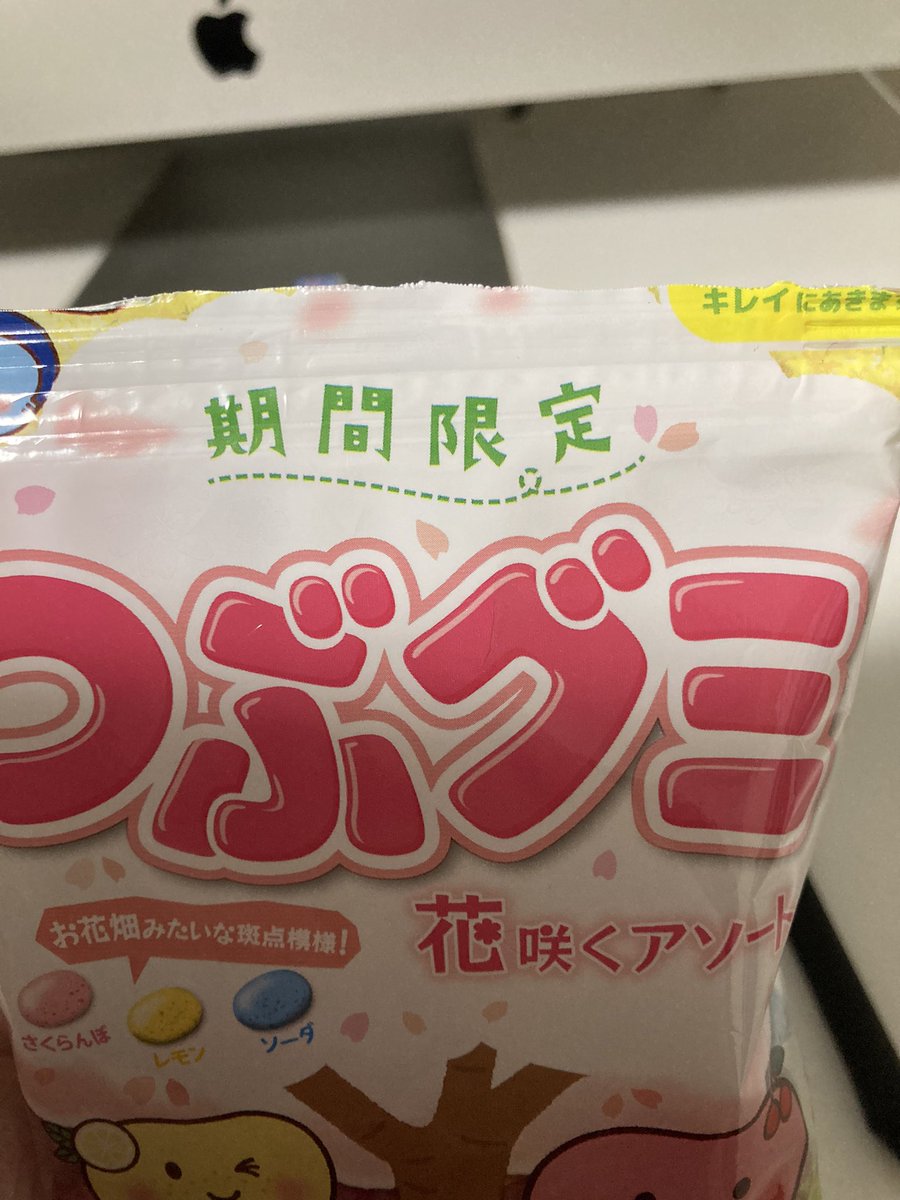 キレイにあきま
期間限定
つぶグミ
お花畑みたいな斑点模様!
花咲くアソート
さくらんぼ
レモン
ソーダ